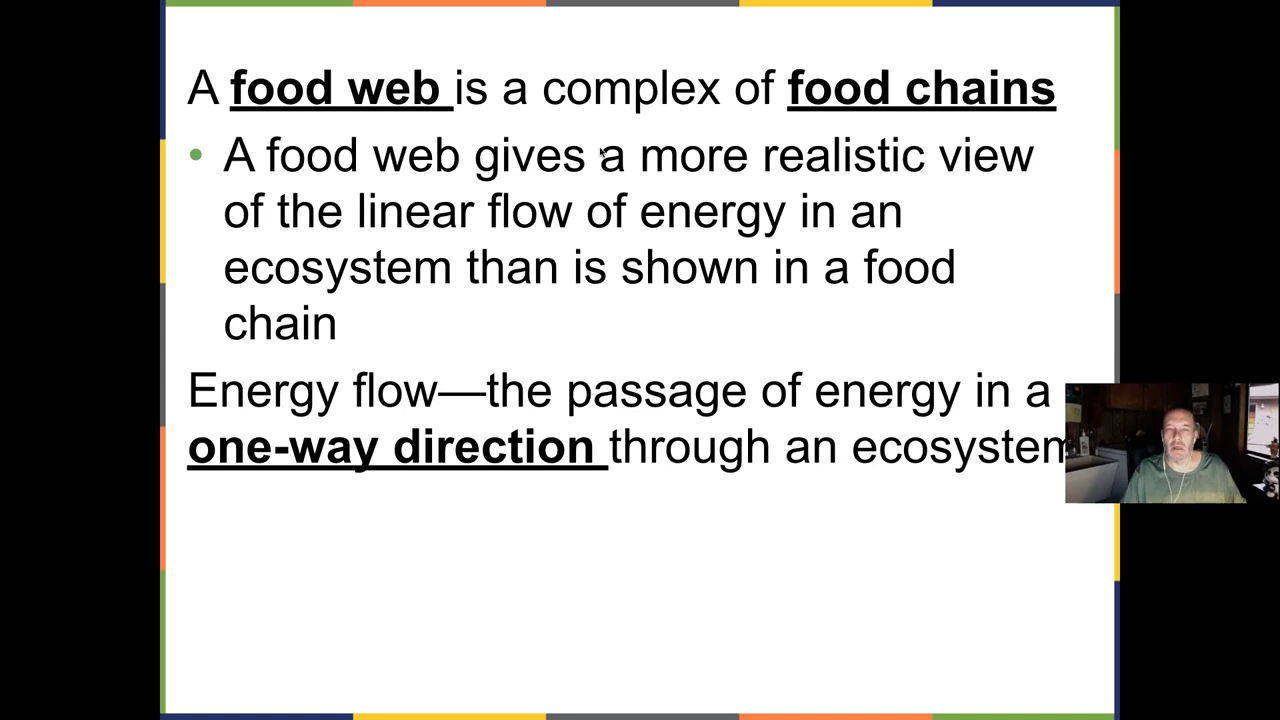 A food web is a complex of food chains
• A food web gives a more realistic view
of the linear flow of energy in an
ecosystem than is shown in a food
chain
Energy flow—the passage of energy in a
one-way direction through an ecosystem